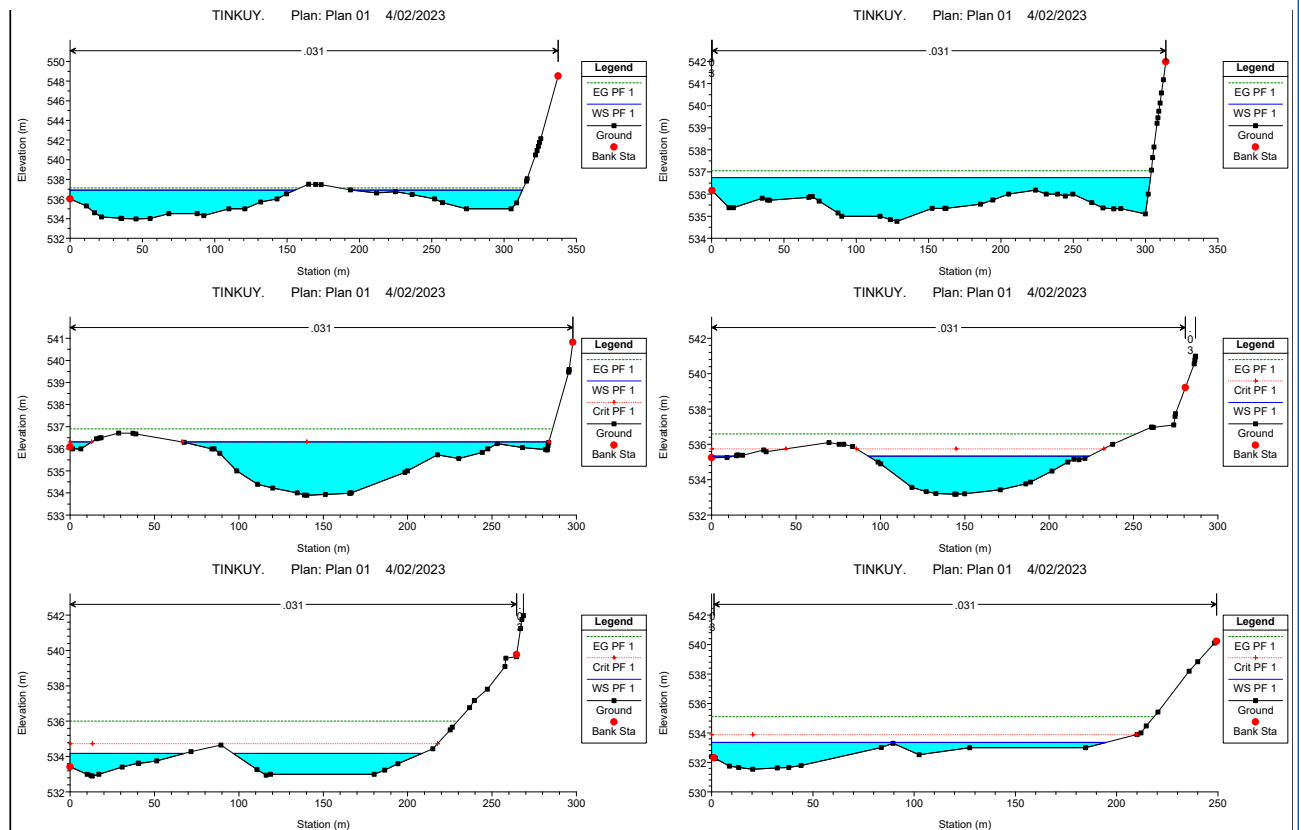 TINKUY. Plan: Plan 01 4/02/2023
.031
Legend
EG PF 1
WS PF 1
Ground
Bank Sta
Elevation (m)
550
548
546
544
542
540
538
536
534
532
0
50
100
150
200
250
300
350
Station (m)
TINKUY. Plan: Plan 01 4/02/2023
.03
.031
Legend
EG PF 1
WS PF 1
Ground
Bank Sta
Elevation (m)
542
541
540
539
538
537
536
535
534
0
50
100
150
200
250
300
350
Station (m)
TINKUY. Plan: Plan 01 4/02/2023
.031
Legend
EG PF 1
WS PF 1
Crit PF 1
Ground
Bank Sta
Elevation (m)
541
540
539
538
537
536
535
534
533
0
50
100
150
200
250
300
Station (m)
TINKUY. Plan: Plan 01 4/02/2023
.031
.03
Legend
EG PF 1
Crit PF 1
WS PF 1
Ground
Bank Sta
Elevation (m)
542
540
538
536
534
532
0
50
100
150
200
250
300
Station (m)
TINKUY. Plan: Plan 01 4/02/2023
.031
Legend
EG PF 1
Crit PF 1
WS PF 1
Ground
Bank Sta
Elevation (m)
542
540
538
536
534
532
0
50
100
150
200
250
300
Station (m)
TINKUY. Plan: Plan 01 4/02/2023
.03
.031
Legend
EG PF 1
Crit PF 1
WS PF 1
Ground
Bank Sta
Elevation (m)
542
540
538
536
534
532
530
0
50
100
150
200
250
Station (m)